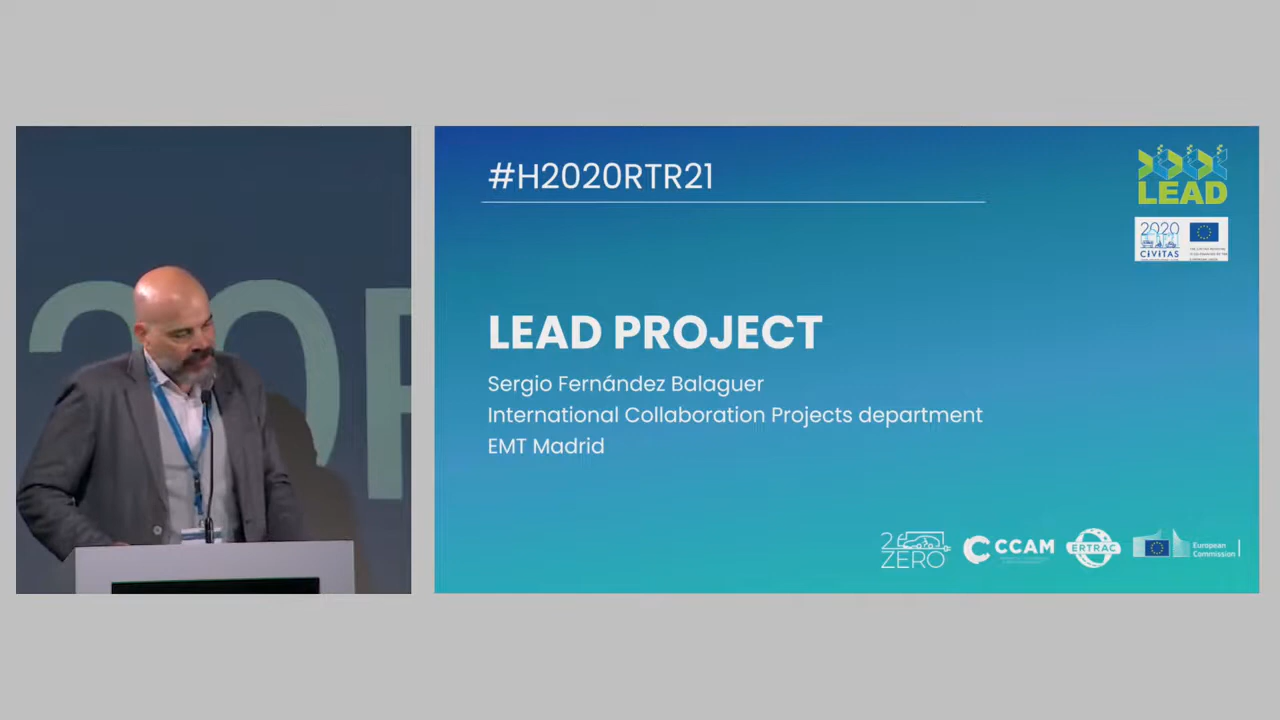 #H2020RTR21
LEAD
2020
CIVITAS
LEAD PROJECT
Sergio Fernández Balaguer
International Collaboration Projects department
EMT Madrid
2ZERO
CCAM
ERTRAC
European
Commission